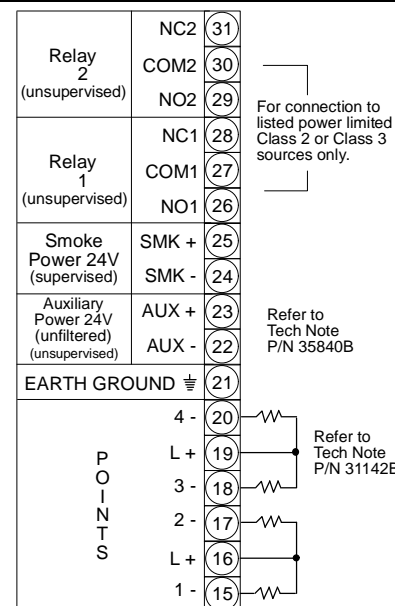 NC2 31
Relay
2
(unsupervised)
COM2 30
NO2 29
For connection to
listed power limited
Class 2 or Class 3
sources only.
NC1 28
Relay
1
(unsupervised)
COM1 27
NO1 26
Smoke
Power 24V
(supervised)
SMK + 25
SMK - 24
Auxiliary
Power 24V
(unfiltered)
(unsupervised)
AUX + 23
AUX - 22
Refer to
Tech Note
P/N 35840B
EARTH GROUND 21
POINTS
4 - 20
L + 19
3 - 18
Refer to
Tech Note
P/N 31142B
2 - 17
L + 16
1 - 15